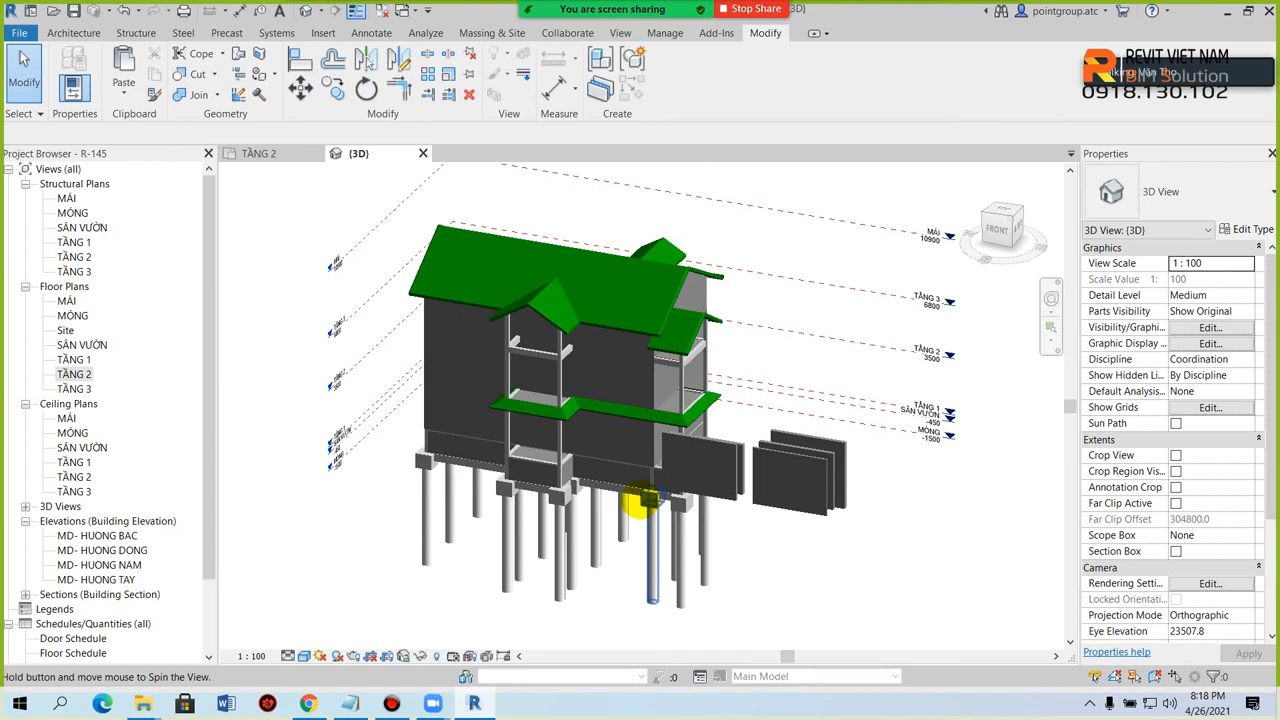 You are screen sharing
Stop Share
3D)
pointgroup.atc
File
Architecture
Structure
Steel
Precast
Systems
Insert
Annotate
Analyze
Massing & Site
Collaborate
View
Manage
Add-Ins
Modify
REVIT VIET NAM
BIM Solution
0918.130.102
Modify
Paste
Cope
Cut
Join
Select
Properties
Clipboard
Geometry
Modify
View
Measure
Create
Project Browser - R-145
TẦNG 2
{3D}
Properties
Views (all)
Structural Plans
MÁI
MÓNG
SÂN VƯỜN
TẦNG 1
TẦNG 2
TẦNG 3
Floor Plans
MÁI
MÓNG
Site
SÂN VƯỜN
TẦNG 1
TẦNG 2
TẦNG 3
Ceiling Plans
MÁI
MÓNG
SÂN VƯỜN
TẦNG 1
TẦNG 2
TẦNG 3
3D Views
Elevations (Building Elevation)
MD- HUONG BAC
MD- HUONG DONG
MD- HUONG NAM
MD- HUONG TAY
Sections (Building Section)
Legends
Schedules/Quantities (all)
Door Schedule
Floor Schedule
MÁI
10900
TẦNG 3
6800
TẦNG 2
3500
TẦNG 1
SÂN VƯỜN
-450
MÓNG
-1500
TOP
FRONT
3D View
3D View: {3D}
Edit Type
Graphics
View Scale
1 : 100
Scale Value 1:
100
Detail Level
Medium
Parts Visibility
Show Original
Visibility/Graphi...
Edit...
Graphic Display ...
Edit...
Discipline
Coordination
Show Hidden Li...
By Discipline
Default Analysi...
None
Show Grids
Edit...
Sun Path
Extents
Crop View
Crop Region Vis...
Annotation Crop
Far Clip Active
Far Clip Offset
304800.0
Scope Box
None
Section Box
Camera
Rendering Setti...
Edit...
Locked Orientat...
Projection Mode
Orthographic
Eye Elevation
23507.8
Properties help
Apply
1 : 100
Hold button and move mouse to Spin the View.
:0
Main Model
:0
8:18 PM
4/26/2021